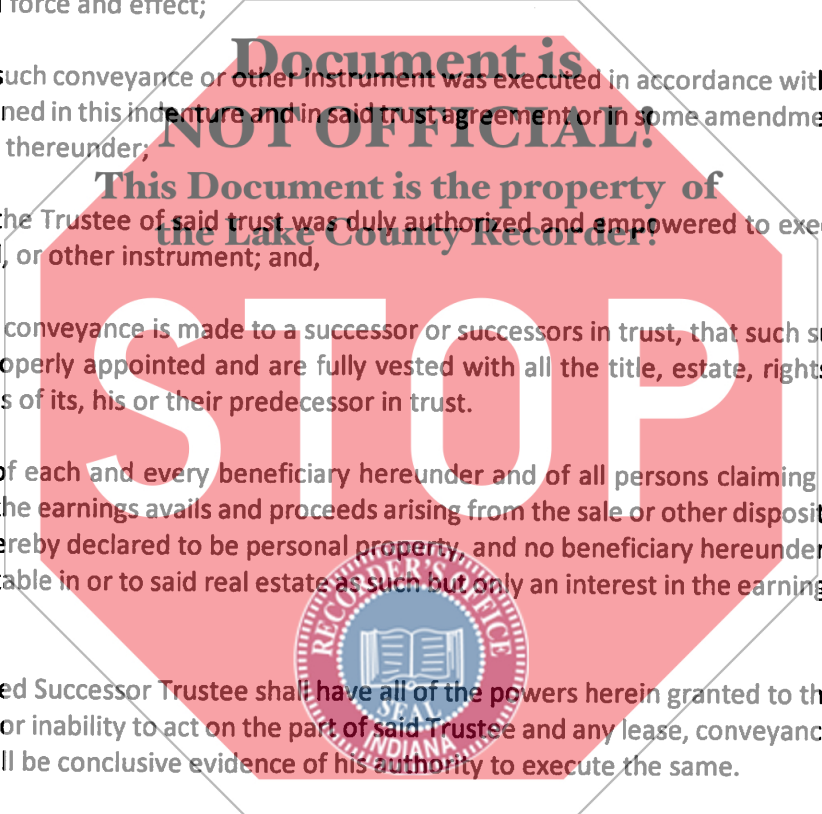 force and effect;
Document is
such conveyance or other instrument was executed in accordance with
NOT OFFICIAL!
ned in this indenture and in said trust agreement or in some amendme
thereunder;
This Document is the property of
the Trustee of said trust was duly authorized and empowered to exe
the Lake County Recorder!
, or other instrument; and,
STOP
conveyance is made to a successor or successors in trust, that such su
operly appointed and are fully vested with all the title, estate, rights
s of its, his or their predecessor in trust.
of each and every beneficiary hereunder and of all persons claiming
he earnings avails and proceeds arising from the sale or other disposit
ereby declared to be personal property, and no beneficiary hereunder
able in or to said real estate as such but only an interest in the earning
RECORDER'S OFFICE
SEAL
INDIANA
ed Successor Trustee shall have all of the powers herein granted to th
or inability to act on the part of said Trustee and any lease, conveyanc
ll be conclusive evidence of his authority to execute the same.